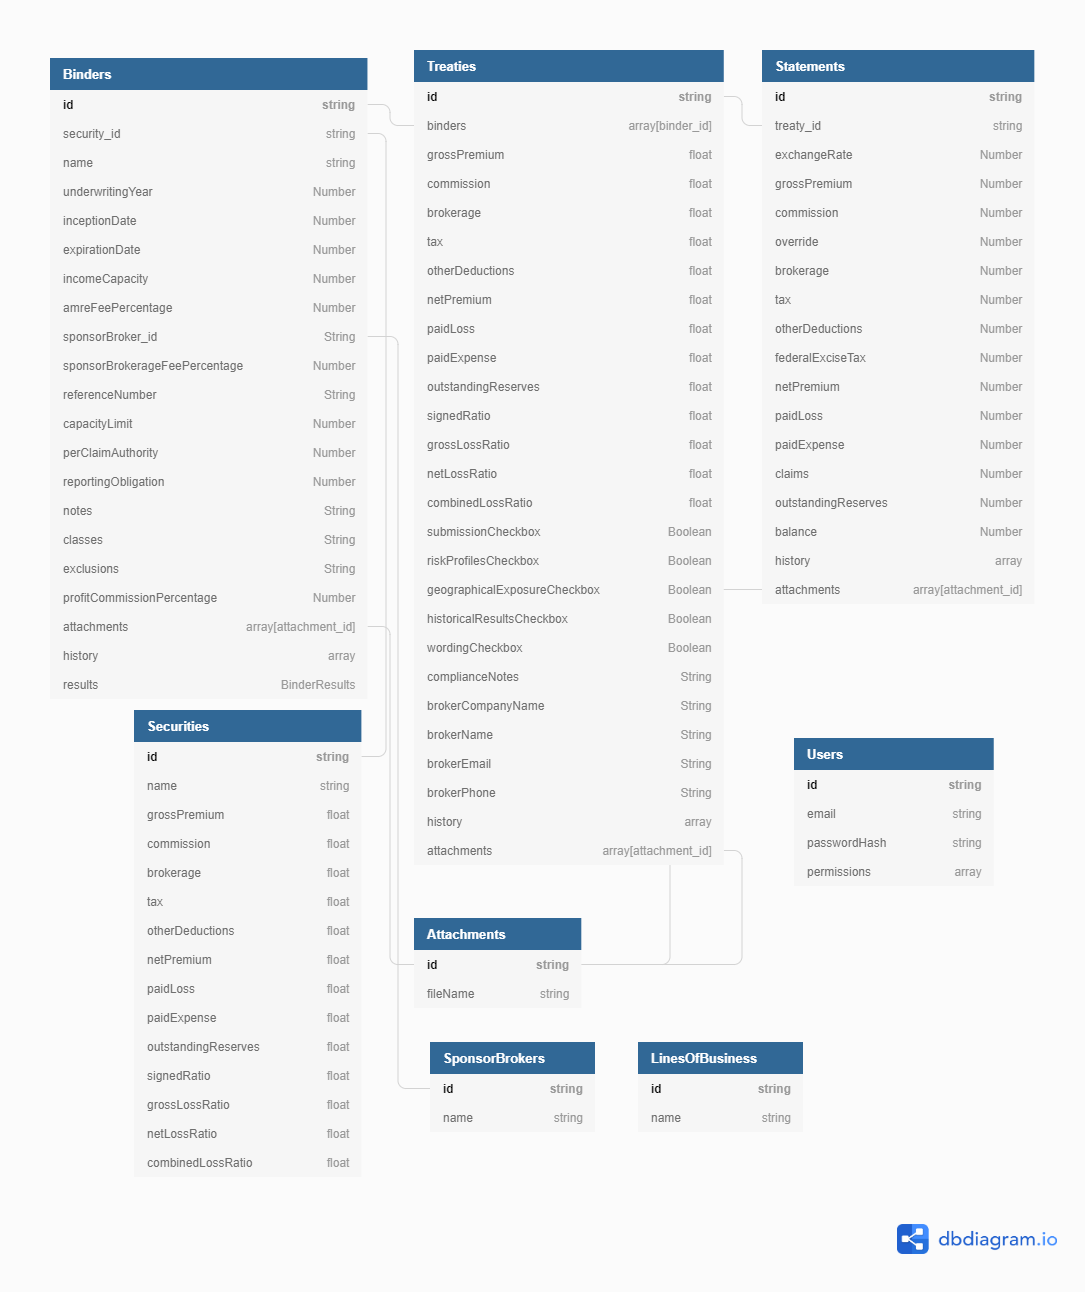 Binders
id string
security_id string
name string
underwritingYear Number
inceptionDate Number
expirationDate Number
incomeCapacity Number
amreFeePercentage Number
sponsorBroker_id String
sponsorBrokerageFeePercentage Number
referenceNumber String
capacityLimit Number
perClaimAuthority Number
reportingObligation Number
notes String
classes String
exclusions String
profitCommissionPercentage Number
attachments array[attachment_id]
history array
results BinderResults
Securities
id string
name string
grossPremium float
commission float
brokerage float
tax float
otherDeductions float
netPremium float
paidLoss float
paidExpense float
outstandingReserves float
signedRatio float
grossLossRatio float
netLossRatio float
combinedLossRatio float
Treaties
id string
binders array[binder_id]
grossPremium float
commission float
brokerage float
tax float
otherDeductions float
netPremium float
paidLoss float
paidExpense float
outstandingReserves float
signedRatio float
grossLossRatio float
netLossRatio float
combinedLossRatio float
submissionCheckbox Boolean
riskProfilesCheckbox Boolean
geographicalExposureCheckbox Boolean
historicalResultsCheckbox Boolean
wordingCheckbox Boolean
complianceNotes String
brokerCompanyName String
brokerName String
brokerEmail String
brokerPhone String
history array
attachments array[attachment_id]
Attachments
id string
fileName string
SponsorBrokers
id string
name string
Statements
id string
treaty_id string
exchangeRate Number
grossPremium Number
commission Number
override Number
brokerage Number
tax Number
otherDeductions Number
federalExciseTax Number
netPremium Number
paidLoss Number
paidExpense Number
claims Number
outstandingReserves Number
balance Number
history array
attachments array[attachment_id]
Users
id string
email string
passwordHash string
permissions array
LinesOfBusiness
id string
name string
dbdiagram.io